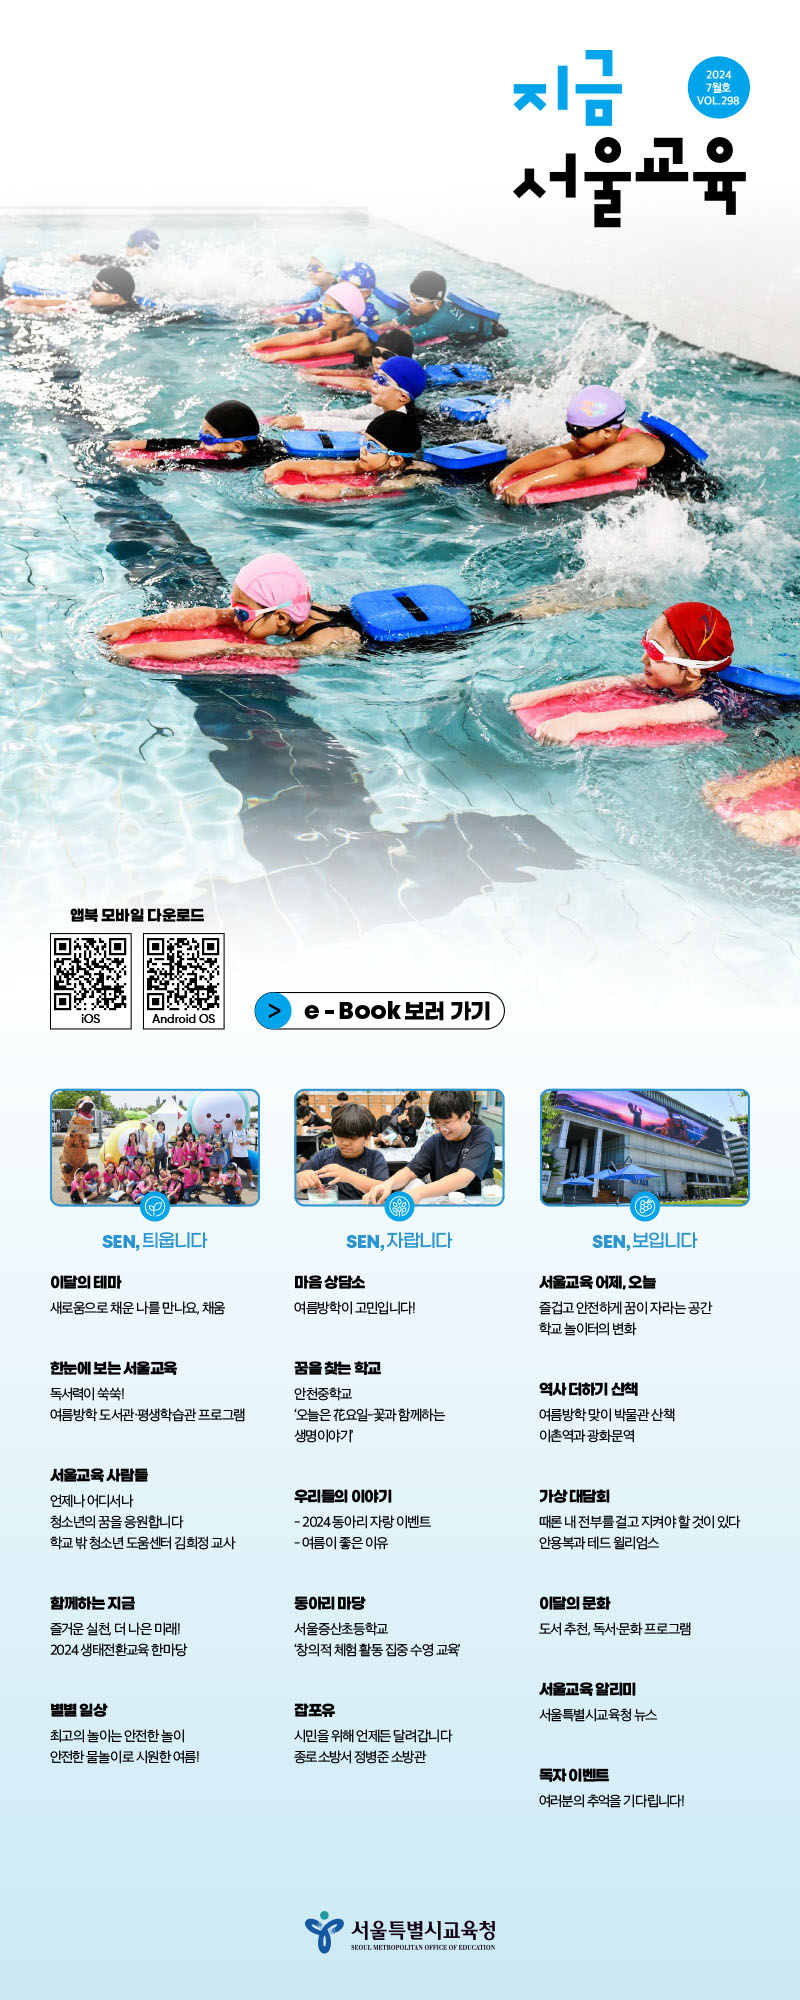 지금
서울교육
2024
7월호
VOL.298
앱북 모바일 다운로드
iOS
Android OS
> e-Book 보러 가기
SEN, 틔웁니다
이달의 테마
새로움으로 채운 나를 만나요, 채움
한눈에 보는 서울교육
독서력이 쑥쑥!
여름방학 도서관·평생학습관 프로그램
서울교육 사람들
언제나 어디서나
청소년의 꿈을 응원합니다
학교 밖 청소년 도움센터 김희정 교사
함께하는 지금
즐거운 실천, 더 나은 미래!
2024 생태전환교육 한마당
별별 일상
최고의 놀이는 안전한 놀이
안전한 물놀이로 시원한 여름!
SEN, 자랍니다
마음 상담소
여름방학이 고민입니다!
꿈을 찾는 학교
안천중학교
‘오늘은 花요일-꽃과 함께하는
생명이야기’
우리들의 이야기
- 2024 동아리 자랑 이벤트
- 여름이 좋은 이유
동아리 마당
서울증산초등학교
‘창의적 체험 활동 집중 수영 교육’
잡포유
시민을 위해 언제든 달려갑니다
종로소방서 정병준 소방관
SEN, 보입니다
서울교육 어제, 오늘
즐겁고 안전하게 꿈이 자라는 공간
학교 놀이터의 변화
역사 더하기 산책
여름방학 맞이 박물관 산책
이촌역과 광화문역
가상 대담회
때론 내 전부를 걸고 지켜야 할 것이 있다
안용복과 테드 윌리엄스
이달의 문화
도서 추천, 독서·문화 프로그램
서울교육 알리미
서울특별시교육청 뉴스
독자 이벤트
여러분의 추억을 기다립니다!
서울특별시교육청
SEOUL METROPOLITAN OFFICE OF EDUCATION